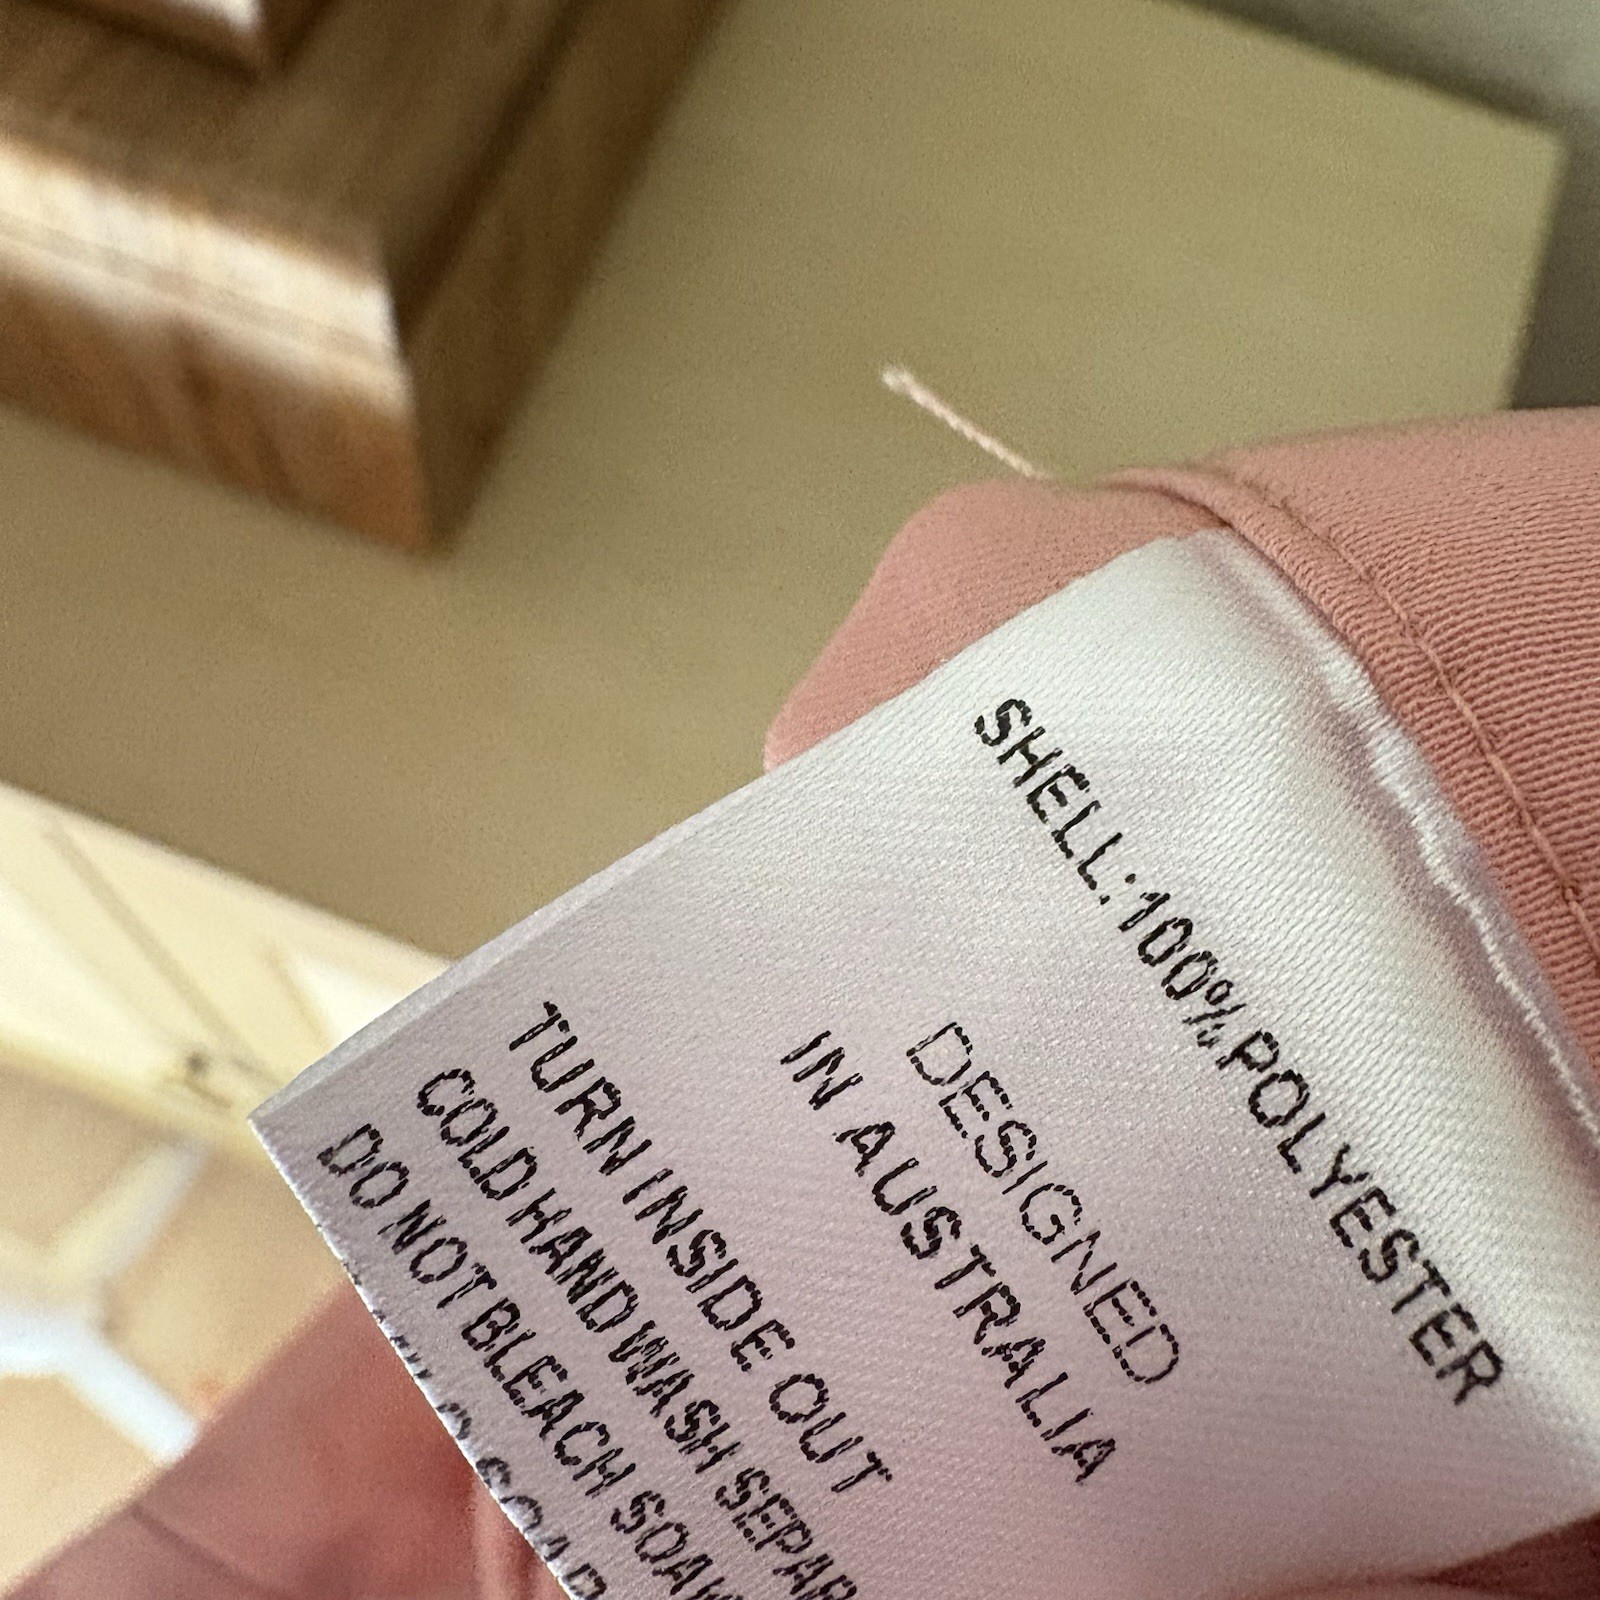 SHELL:100%POLYESTER
DESIGNED
IN AUSTRALIA
TURN INSIDE OUT
COLD HAND WASH
DO NOT BLEACH